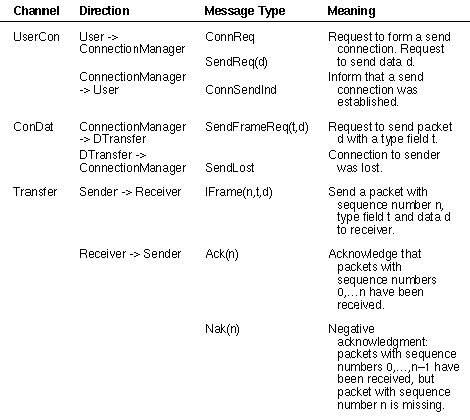 Channel Direction Message Type Meaning
UserCon User -> ConnReq Request to form a send
ConnectionManager connection. Request
SendReq(d) to send data d.
ConnectionManager Inform that a send
-> User ConnSendInd connection was
established.
ConDat ConnectionManager SendFrameReq(t,d) Request to send packet
-> DTransfer d with a type field t.
DTransfer -> Connection to sender
ConnectionManager SendLost was lost.
Transfer Sender -> Receiver IFrame(n,t,d) Send a packet with
sequence number n,
type field t and data d
to receiver.
Receiver -> Sender Ack(n) Acknowledge that
packets with
sequence numbers
0,...n have been
received.
Nak(n) Negative
acknowledgment:
packets with sequence
numbers 0,...,n–1 have
been received, but
packet with sequence
number n is missing.